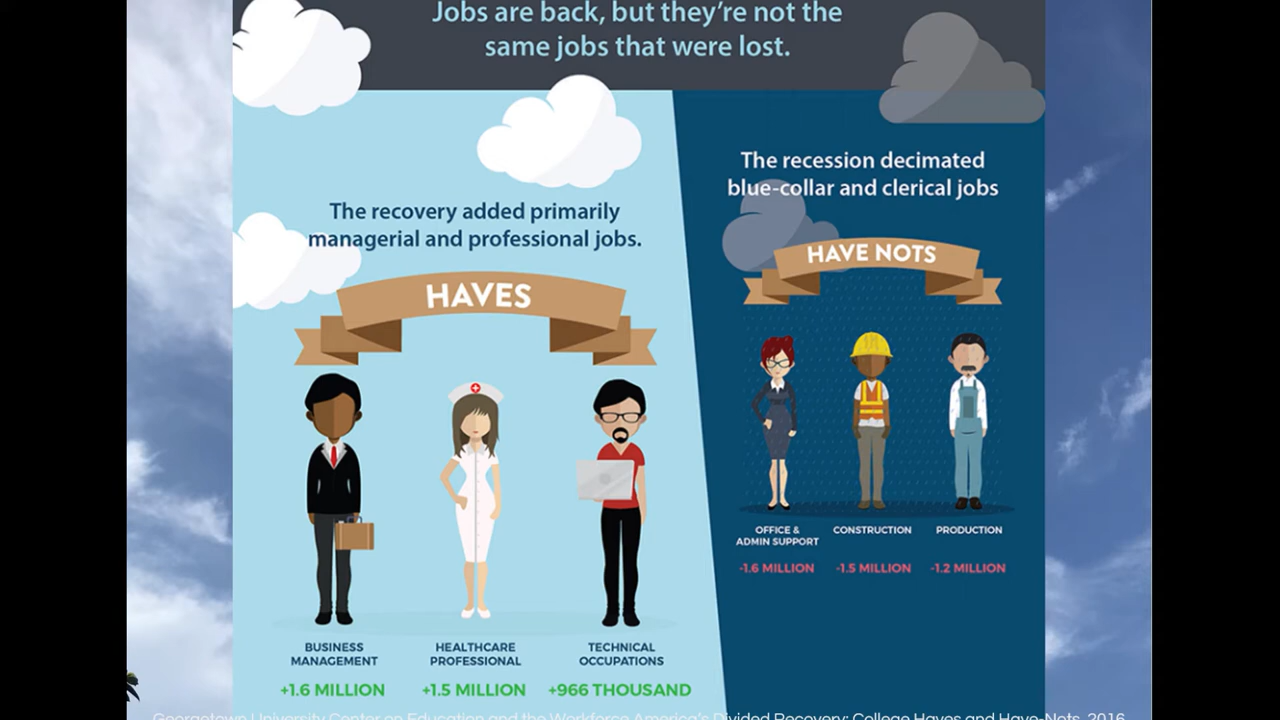 Jobs are back, but they're not the
same jobs that were lost.
The recovery added primarily
managerial and professional jobs.
HAVES
BUSINESS
MANAGEMENT
+1.6 MILLION
HEALTHCARE
PROFESSIONAL
+1.5 MILLION
TECHNICAL
OCCUPATIONS
+966 THOUSAND
The recession decimated
blue-collar and clerical jobs
HAVE NOTS
OFFICE &
ADMIN SUPPORT
-1.6 MILLION
CONSTRUCTION
-1.5 MILLION
PRODUCTION
-1.2 MILLION
Georgetown University Center on Education and the Workforce America's Divided Recovery: College Haves and Have-Nots, 2016